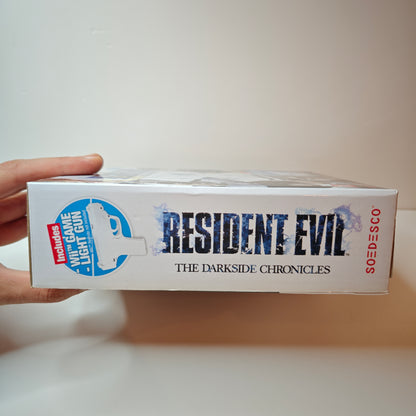 Includes
- WII GAME
- LIGHT GUN
RESIDENT EVIL
THE DARKSIDE CHRONICLES
SOEDESCO